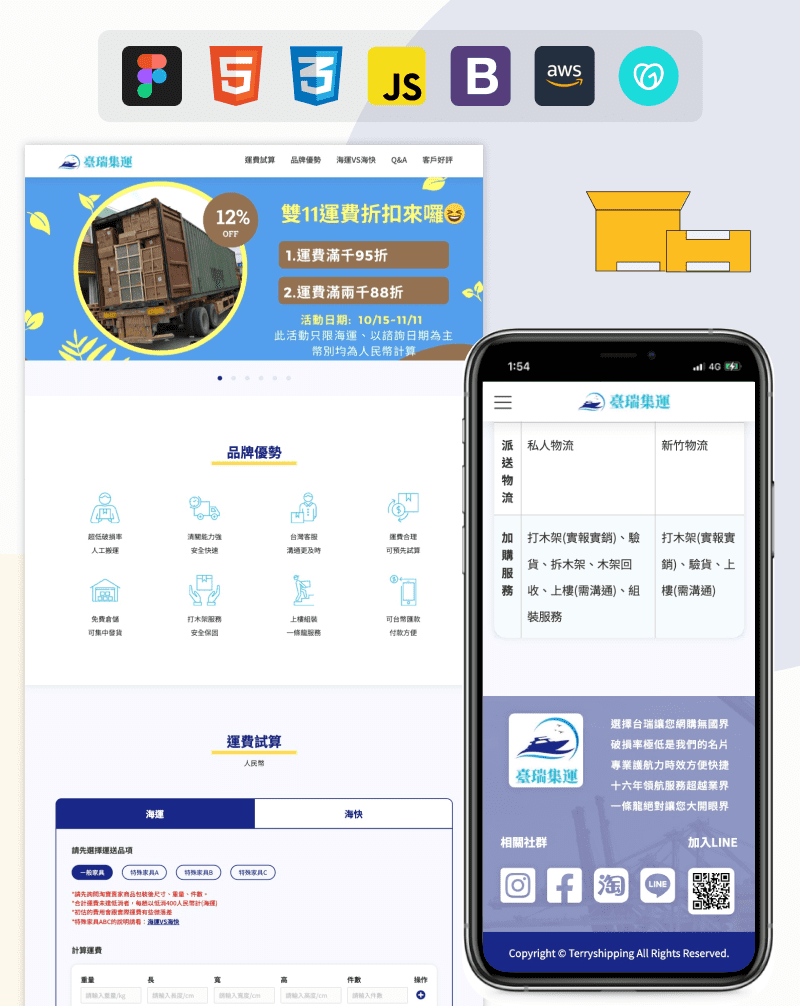 5
3
JS
B
aws
臺瑞集運
運費試算
品牌優勢
海運VS海快
Q&A
客戶好評
12%
OFF
雙11運費折扣來囉
1.運費滿千95折
2.運費滿兩千88折
活動日期: 10/15-11/11
此活動只限海運、以諮詢日期為主
幣別均為人民幣計算
品牌優勢
超低破損率
人工搬運
清關能力強
安全快速
台灣客服
溝通更及時
運費合理
可預先試算
免費倉儲
可集中發貨
打木架服務
安全保固
上樓組裝
一條龍服務
可台幣匯款
付款方便
運費試算
人民幣
海運
海快
請先選擇運送品項
一般家具
特殊家具A
特殊家具B
特殊家具C
*請先詢問淘寶賣家商品包裝後尺寸、重量、件數。
*合計運費未達低消者，每趟以低消400人民幣計(海運)
*初估的費用會跟實際運費有些微落差
*特殊家具ABC的說明請看：海運VS海快
計算運費
重量
長
寬
高
件數
操作
請輸入重量/kg
請輸入長度/cm
請輸入寬度/cm
請輸入高度/cm
請輸入件數
1:54
4G
臺瑞集運
派送物流
私人物流
新竹物流
加購服務
打木架(實報實銷)、驗
貨、拆木架、木架回
收、上樓(需溝通)、組
裝服務
打木架(實報實
銷)、驗貨、上
樓(需溝通)
臺瑞集運
選擇台瑞讓您網購無國界
破損率極低是我們的名片
專業護航力時效方便快捷
十六年領航服務超越業界
一條龍絕對讓您大開眼界
相關社群
加入LINE
淘
LINE
Copyright © Terryshipping All Rights Reserved.